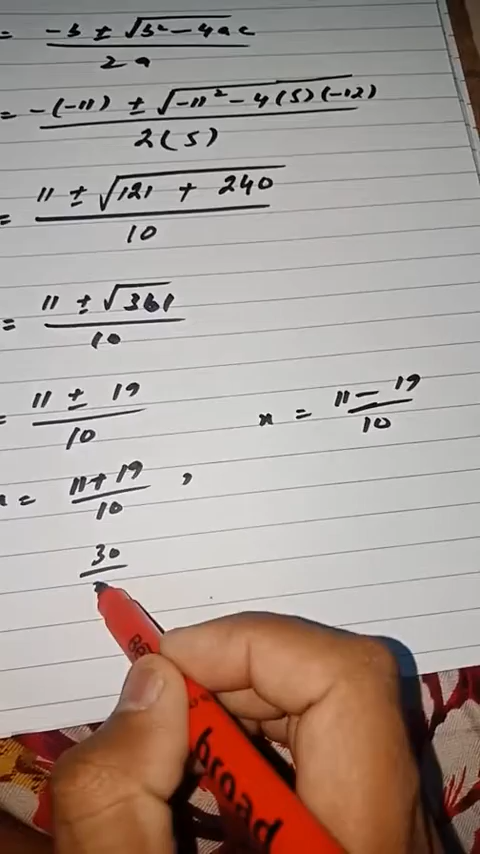 = -b ± √b² - 4ac / 2a
= -(-11) ± √-11² - 4(5)(-12) / 2(5)
= 11 ± √121 + 240 / 10
= 11 ± √361 / 10
= 11 ± 19 / 10
x = 11 - 19 / 10
x = 11 + 19 / 10 ,
30
broad